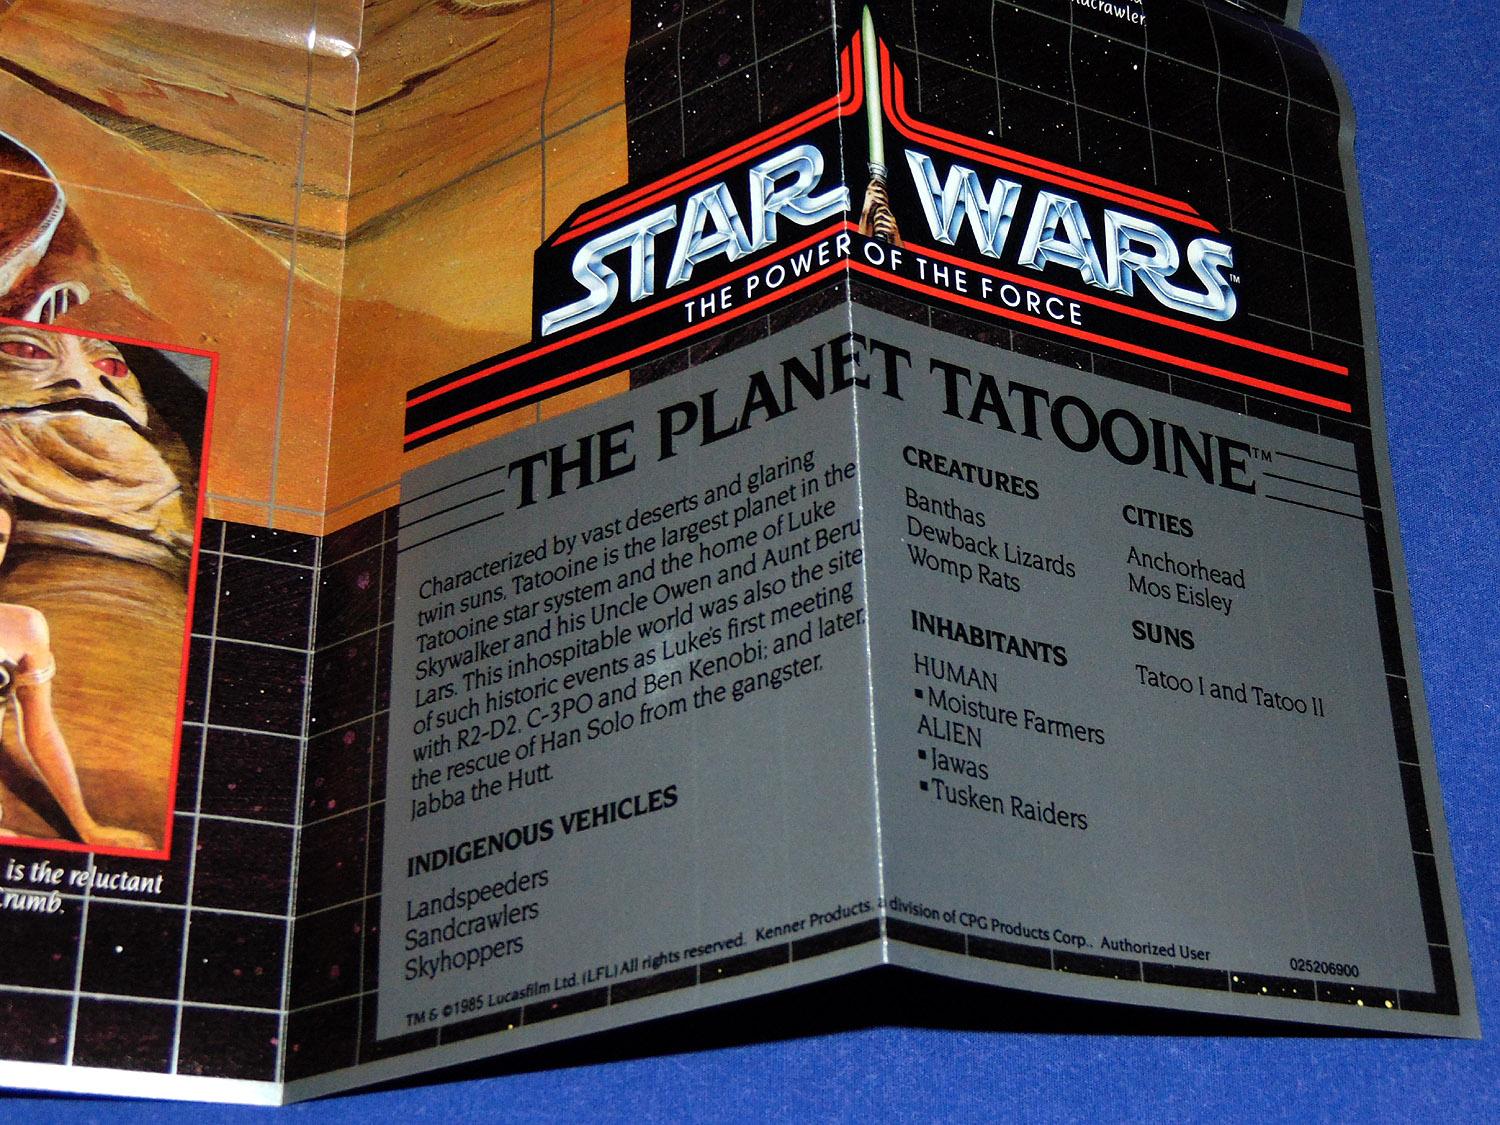 dcrawler.
STAR WARS™
THE POWER OF THE FORCE
THE PLANET TATOOINE™
Characterized by vast deserts and glaring
twin suns, Tatooine is the largest planet in the
Tatooine star system and the home of Luke
Skywalker and his Uncle Owen and Aunt Beru
Lars. This inhospitable world was also the site
of such historic events as Luke's first meeting
with R2-D2, C-3PO and Ben Kenobi; and later,
the rescue of Han Solo from the gangster,
Jabba the Hutt.
INDIGENOUS VEHICLES
Landspeeders
Sandcrawlers
Skyhoppers
CREATURES
Banthas
Dewback Lizards
Womp Rats
INHABITANTS
HUMAN
▪ Moisture Farmers
ALIEN
▪ Jawas
▪ Tusken Raiders
CITIES
Anchorhead
Mos Eisley
SUNS
Tatoo I and Tatoo II
is the reluctant
Crumb.
TM & ©1985 Lucasfilm Ltd. (LFL) All rights reserved. Kenner Products, a division of CPG Products Corp., Authorized User
025206900